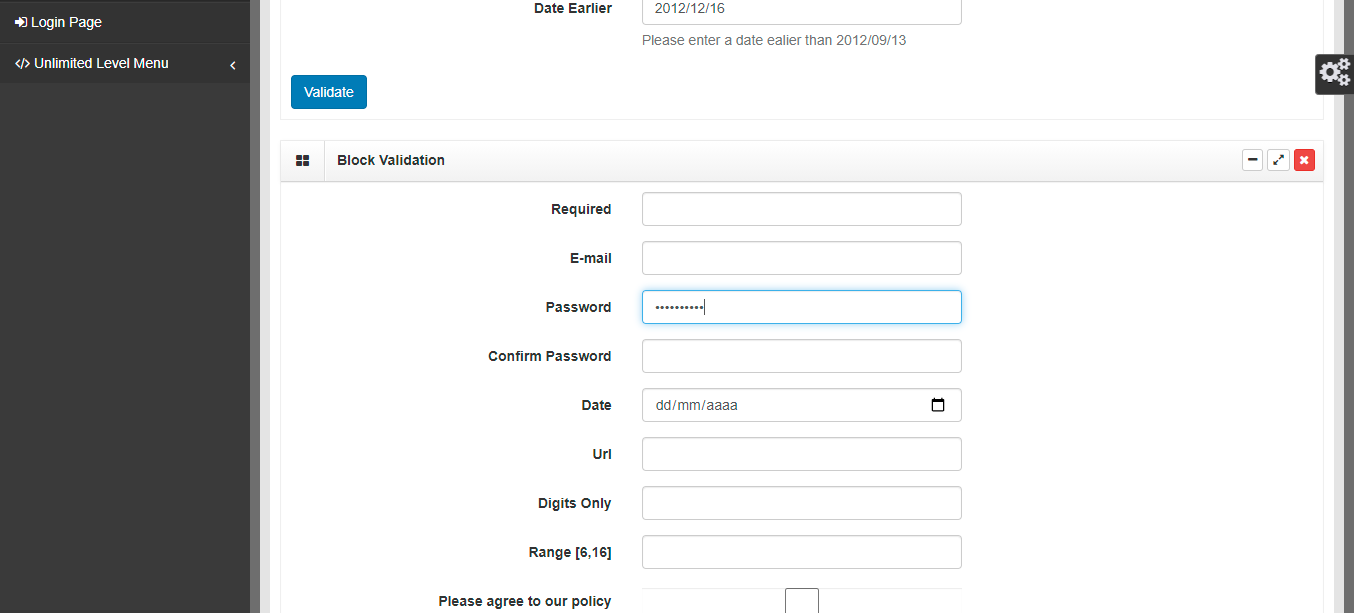 Login Page
Unlimited Level Menu
Date Earlier
2012/12/16
Please enter a date ealier than 2012/09/13
Validate
Block Validation
Required
E-mail
Password
••••••••••
Confirm Password
Date
dd/mm/aaaa
Url
Digits Only
Range [6,16]
Please agree to our policy